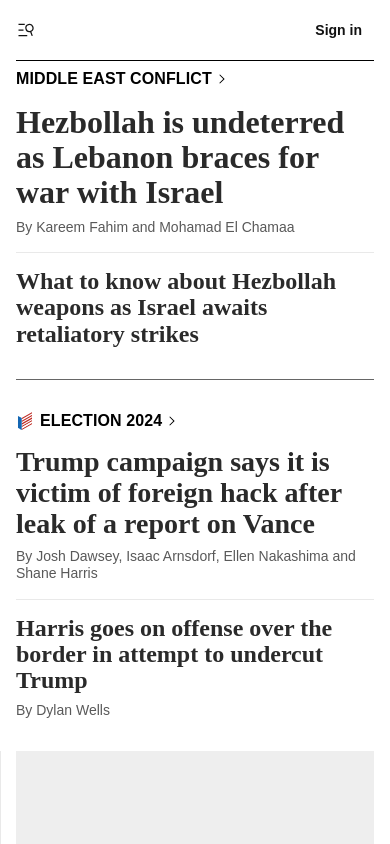 Sign in
MIDDLE EAST CONFLICT
Hezbollah is undeterred
as Lebanon braces for
war with Israel
By Kareem Fahim and Mohamad El Chamaa
What to know about Hezbollah
weapons as Israel awaits
retaliatory strikes
ELECTION 2024
Trump campaign says it is
victim of foreign hack after
leak of a report on Vance
By Josh Dawsey, Isaac Arnsdorf, Ellen Nakashima and
Shane Harris
Harris goes on offense over the
border in attempt to undercut
Trump
By Dylan Wells